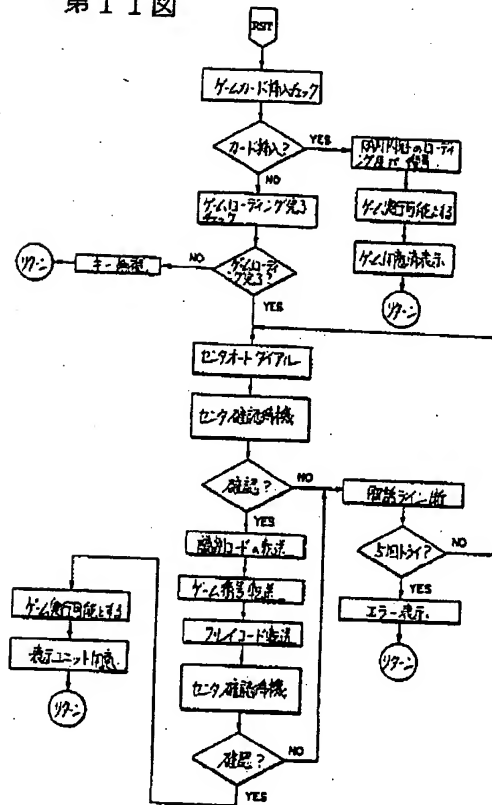 第11図
RST
ゲームカード挿入チェック
カード挿入?
YES
NO
ゲームローディング完了
チェック
ゲーム実行可能とする
ゲーム用意済表示
リターン
ゲームローディ
ング完了?
NO
キー無視
リターン
YES
センタオートダイアル
センタ確認待機
確認?
NO
電話ライン断
YES
識別コードの転送
5回トライ?
NO
ゲーム番号転送
YES
ゲーム実行可能とする
エラー表示
プレイコード転送
表示ユニット用意
センタ確認待機
リターン
リターン
確認?
NO
YES